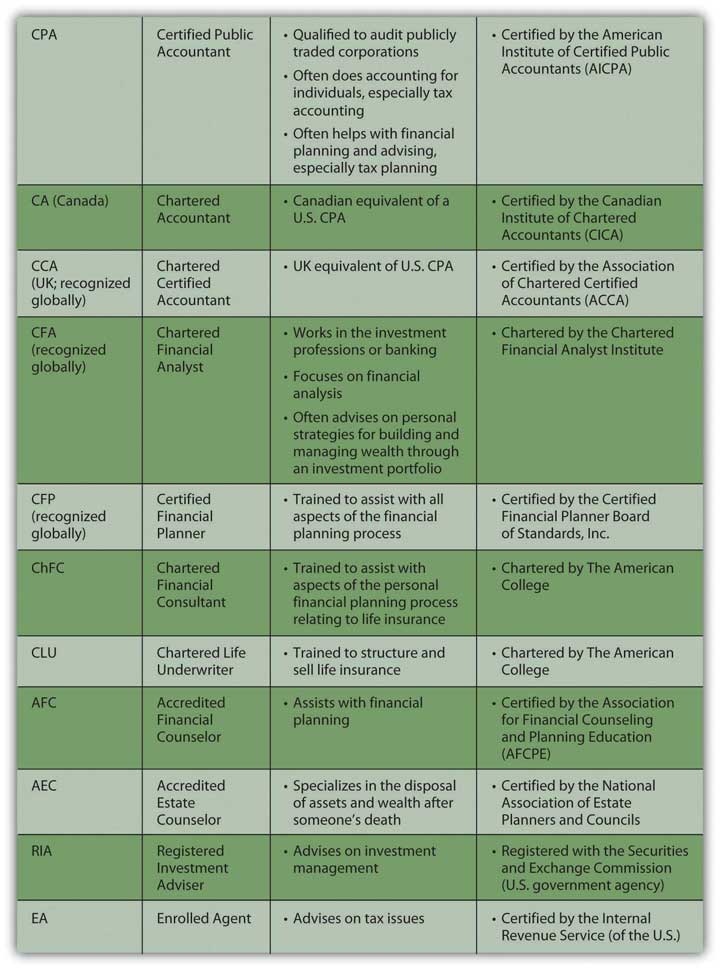 CPA
Certified Public
Accountant
• Qualified to audit publicly
traded corporations
• Often does accounting for
individuals, especially tax
accounting
• Often helps with financial
planning and advising,
especially tax planning
• Certified by the American
Institute of Certified Public
Accountants (AICPA)
CA (Canada)
Chartered
Accountant
• Canadian equivalent of a
U.S. CPA
• Certified by the Canadian
Institute of Chartered
Accountants (CICA)
CCA
(UK; recognized
globally)
Chartered
Certified
Accountant
• UK equivalent of U.S. CPA
• Certified by the Association
of Chartered Certified
Accountants (ACCA)
CFA
(recognized
globally)
Chartered
Financial
Analyst
• Works in the investment
professions or banking
• Focuses on financial
analysis
• Often advises on personal
strategies for building and
managing wealth through
an investment portfolio
• Chartered by the Chartered
Financial Analyst Institute
CFP
(recognized
globally)
Certified
Financial
Planner
• Trained to assist with all
aspects of the financial
planning process
• Certified by the Certified
Financial Planner Board
of Standards, Inc.
ChFC
Chartered
Financial
Consultant
• Trained to assist with
aspects of the personal
financial planning process
relating to life insurance
• Chartered by The American
College
CLU
Chartered Life
Underwriter
• Trained to structure and
sell life insurance
• Chartered by The American
College
AFC
Accredited
Financial
Counselor
• Assists with financial
planning
• Certified by the Association
for Financial Counseling
and Planning Education
(AFCPE)
AEC
Accredited
Estate
Counselor
• Specializes in the disposal
of assets and wealth after
someone's death
• Certified by the National
Association of Estate
Planners and Councils
RIA
Registered
Investment
Adviser
• Advises on investment
management
• Registered with the Securities
and Exchange Commission
(U.S. government agency)
EA
Enrolled Agent
• Advises on tax issues
• Certified by the Internal
Revenue Service (of the U.S.)